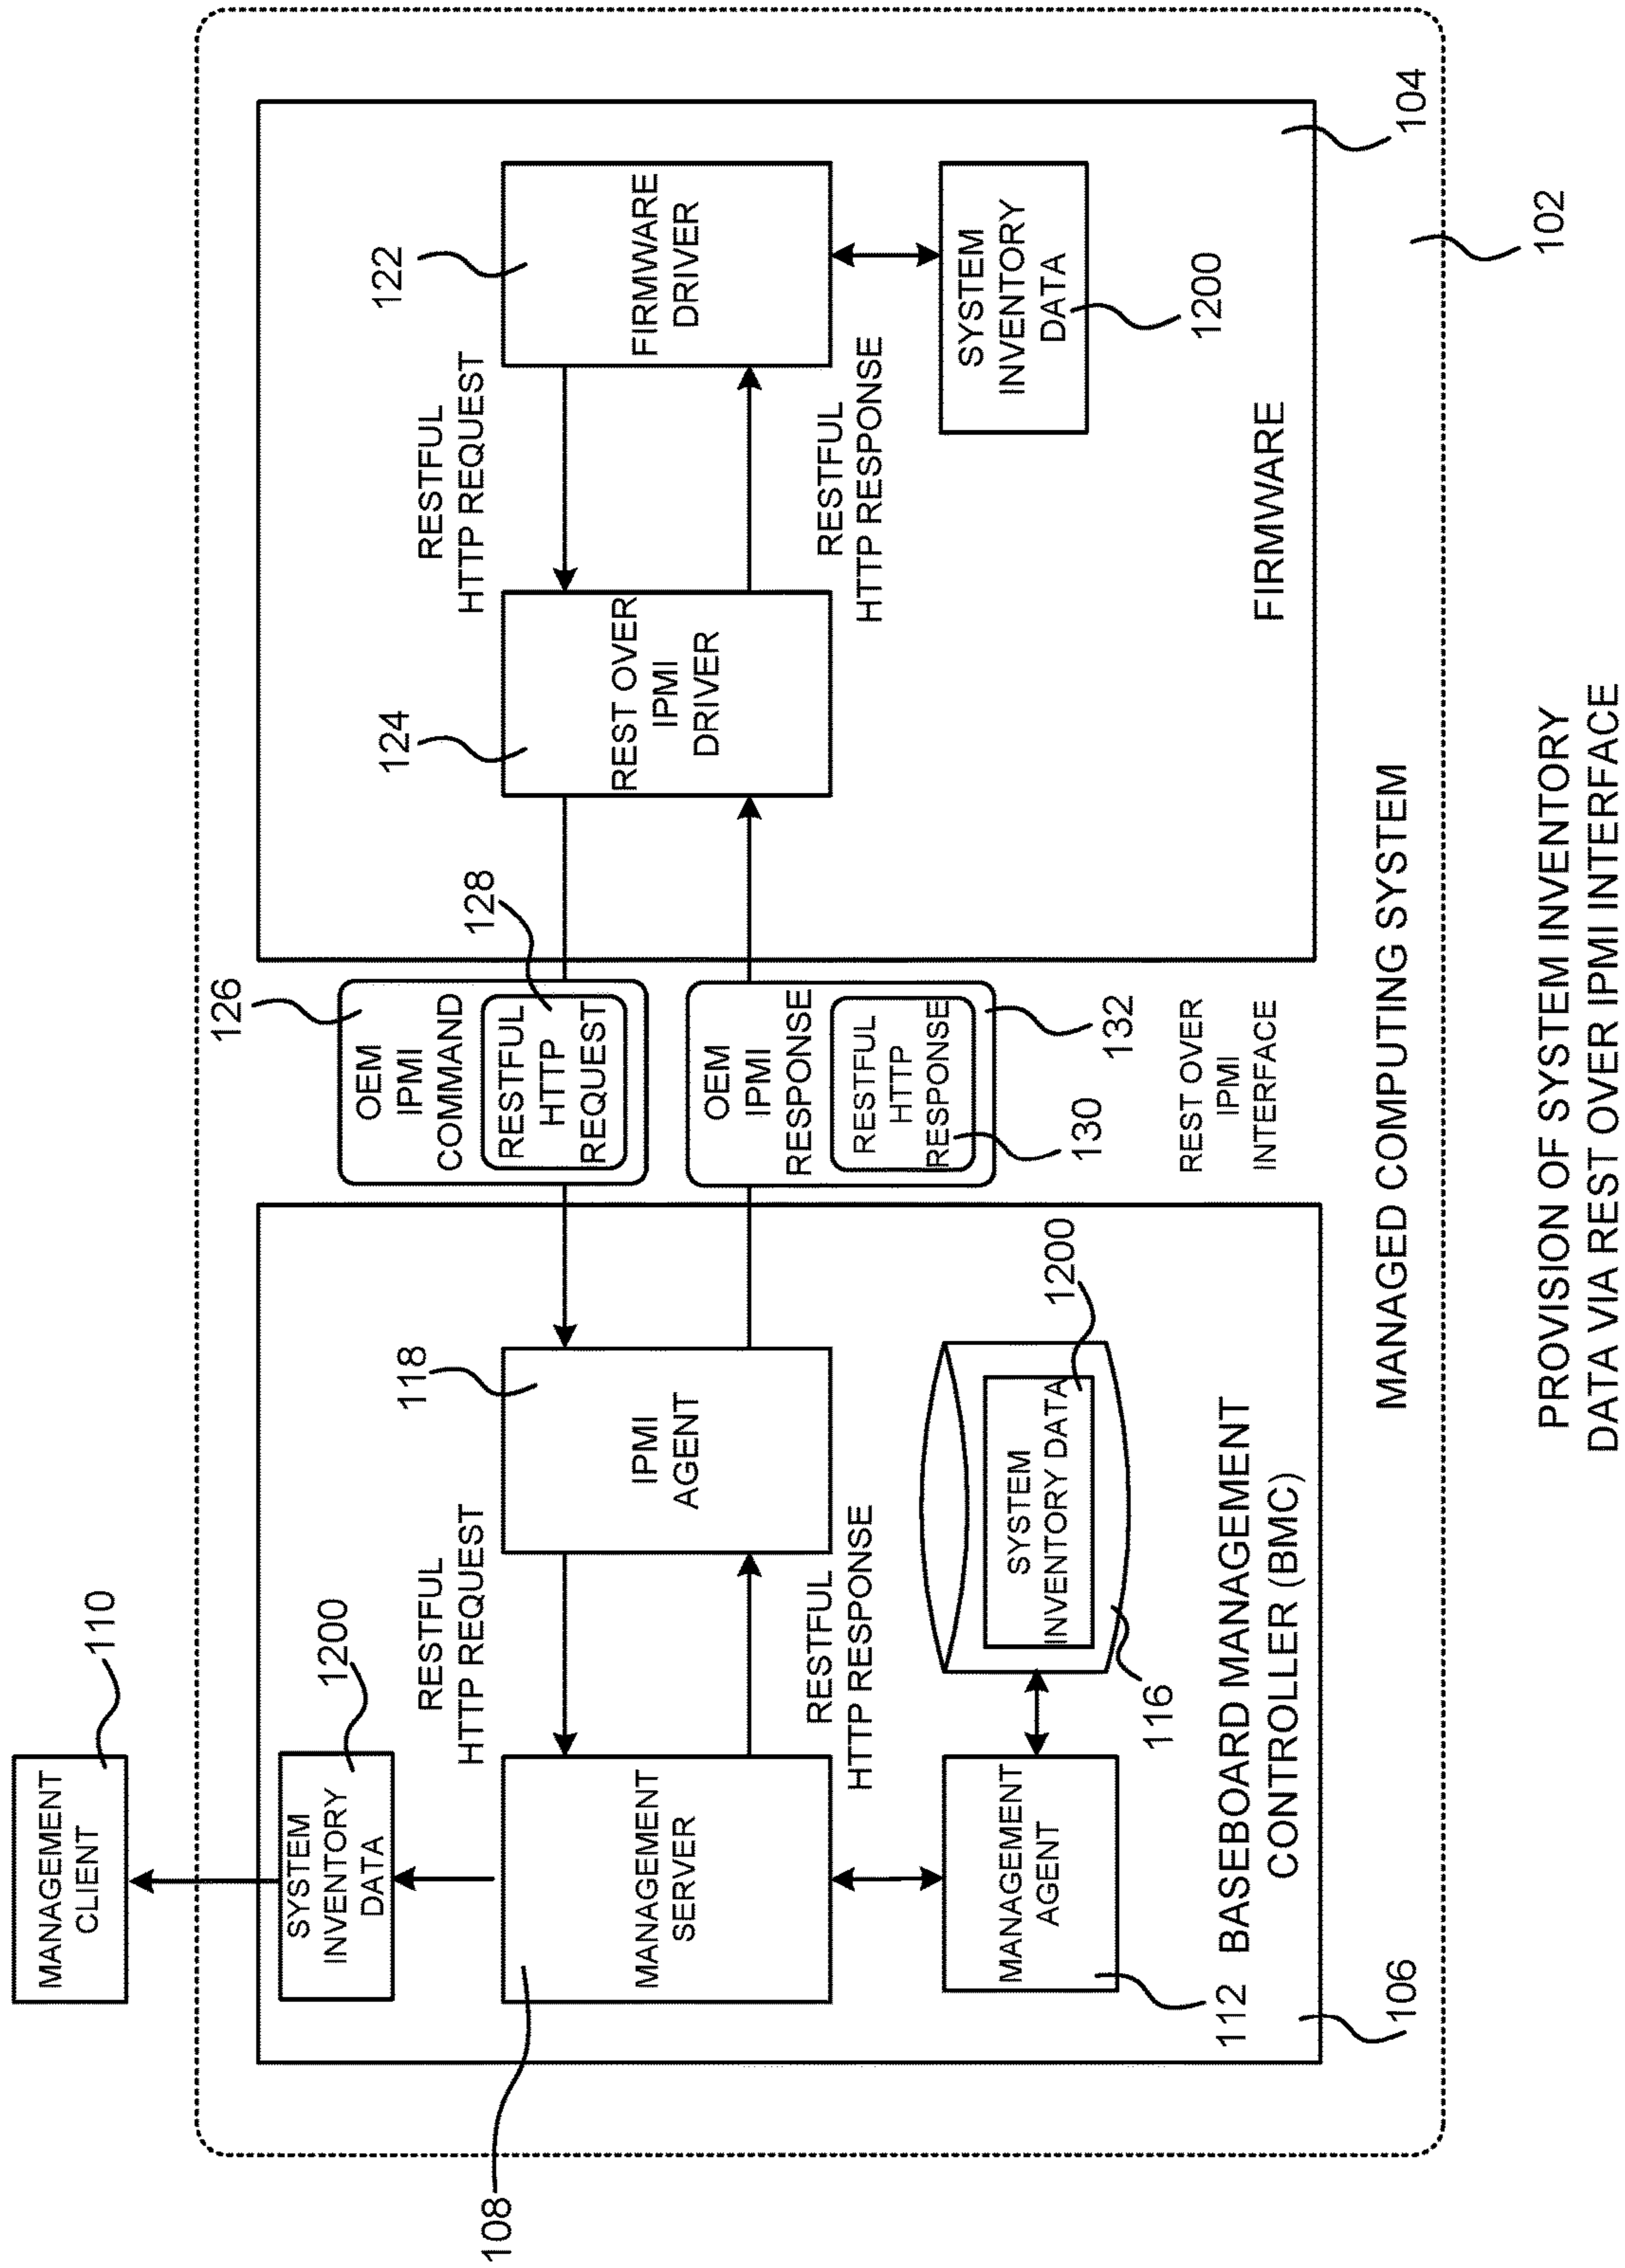 110
MANAGEMENT
CLIENT
SYSTEM
INVENTORY
DATA
1200
108
MANAGEMENT
SERVER
RESTFUL
HTTP REQUEST
RESTFUL
HTTP RESPONSE
118
IPMI
AGENT
MANAGEMENT
AGENT
112
116
SYSTEM
INVENTORY DATA
1200
BASEBOARD MANAGEMENT
CONTROLLER (BMC)
106
126
OEM
IPMI
COMMAND
128
RESTFUL
HTTP
REQUEST
OEM
IPMI
RESPONSE
RESTFUL
HTTP
RESPONSE
130
132
REST OVER
IPMI
INTERFACE
124
REST OVER
IPMI
DRIVER
RESTFUL
HTTP REQUEST
RESTFUL
HTTP RESPONSE
122
FIRMWARE
DRIVER
SYSTEM
INVENTORY
DATA
1200
FIRMWARE
104
MANAGED COMPUTING SYSTEM
102
PROVISION OF SYSTEM INVENTORY
DATA VIA REST OVER IPMI INTERFACE